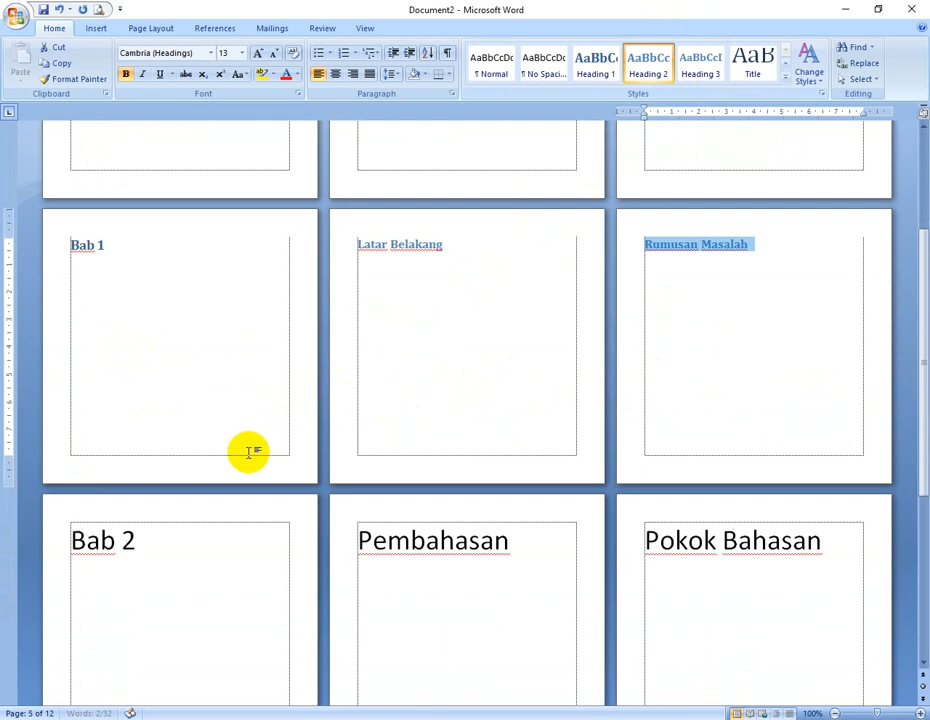 Document2 - Microsoft Word
Home Insert Page Layout References Mailings Review View
Paste
Cut
Copy
Format Painter
Clipboard
Cambria (Headings) 13
Font
Paragraph
AaBbCcDc AaBbCcDc AaBbCc AaBbCc AaBbCcI AaB
¶ Normal ¶ No Spaci... Heading 1 Heading 2 Heading 3 Title
Change Styles
Styles
Find
Replace
Select
Editing
Bab 1
Latar Belakang
Rumusan Masalah
Bab 2
Pembahasan
Pokok Bahasan
Page: 5 of 12 Words: 2/32 100%